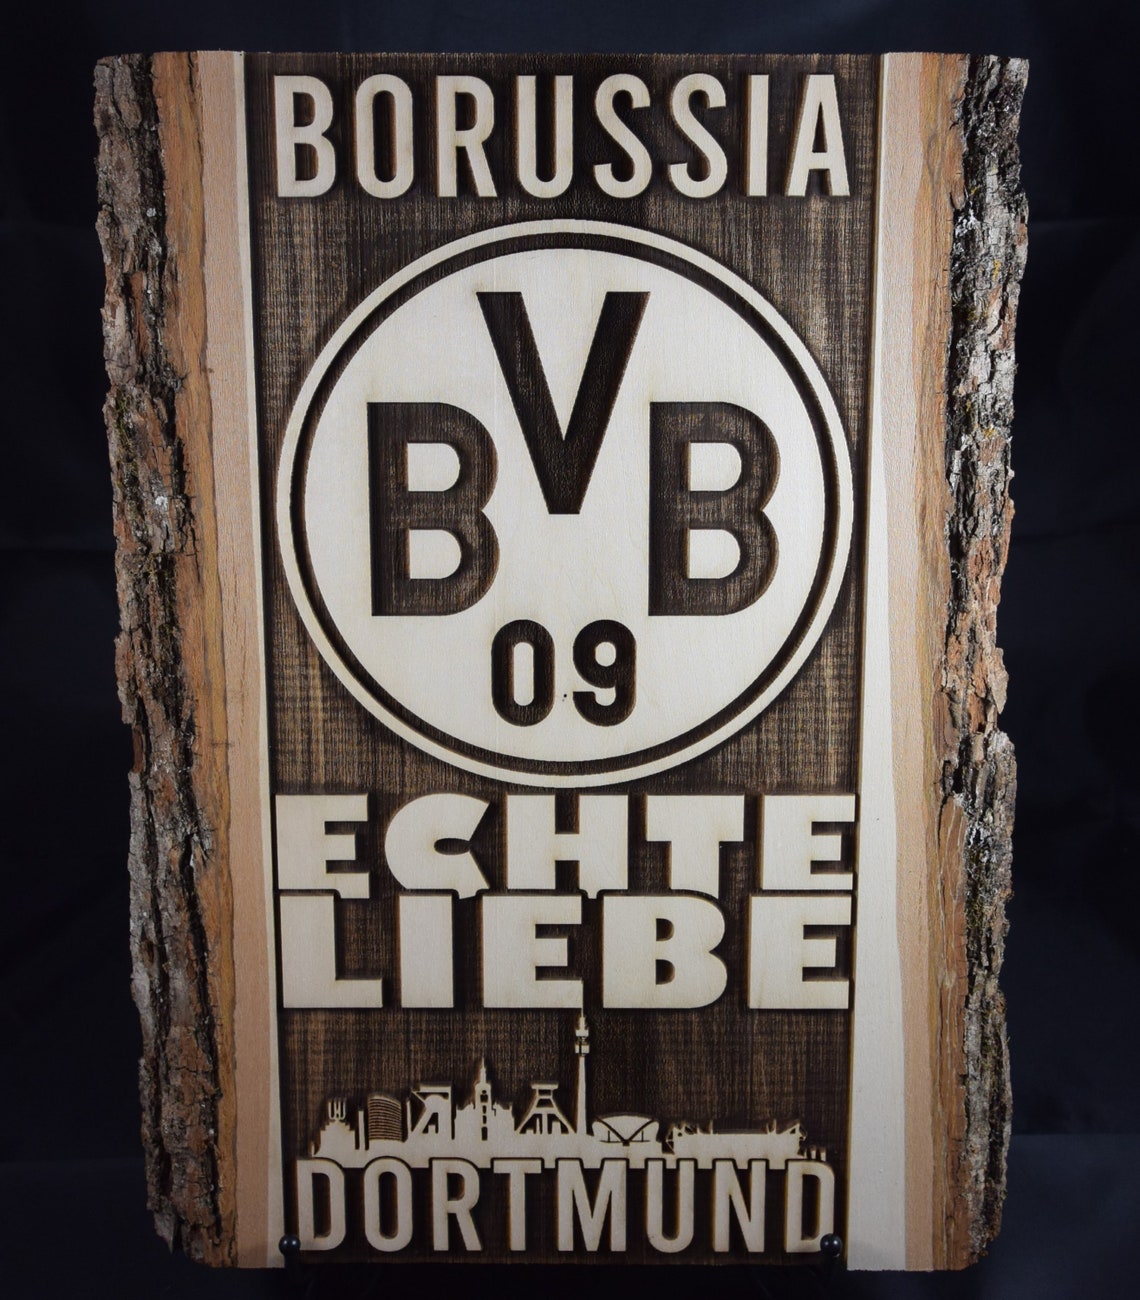 BORUSSIA
BVB
09
ECHTE
LIEBE
DORTMUND